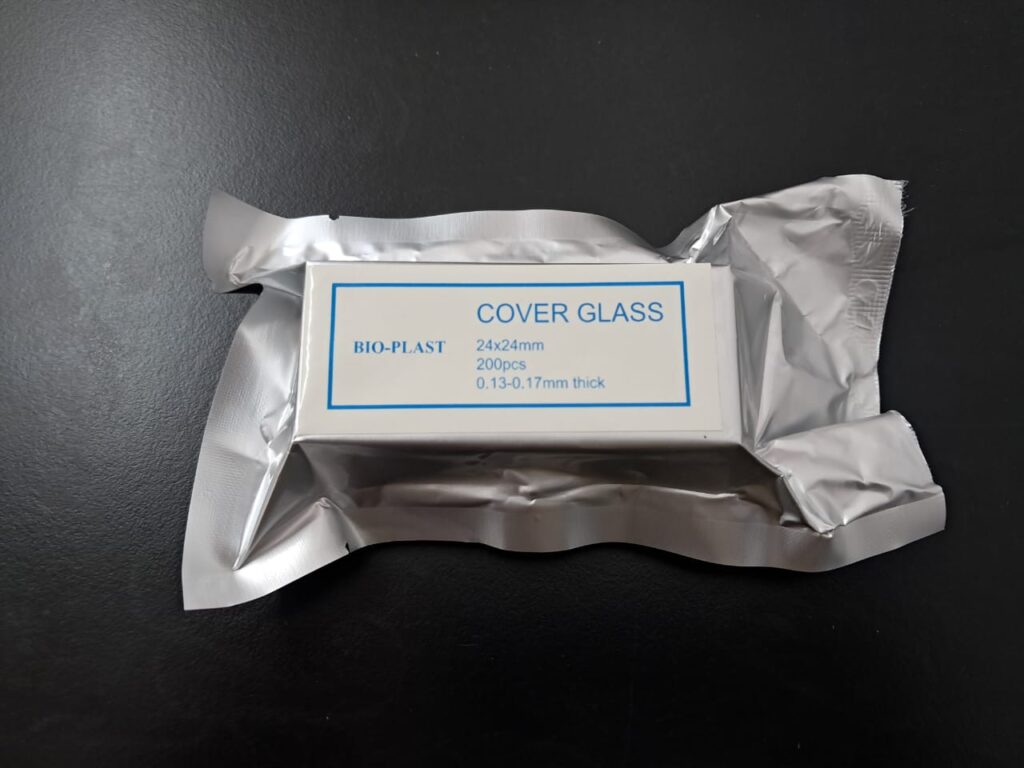 COVER GLASS
BIO-PLAST
24x24mm
200pcs
0.13-0.17mm thick